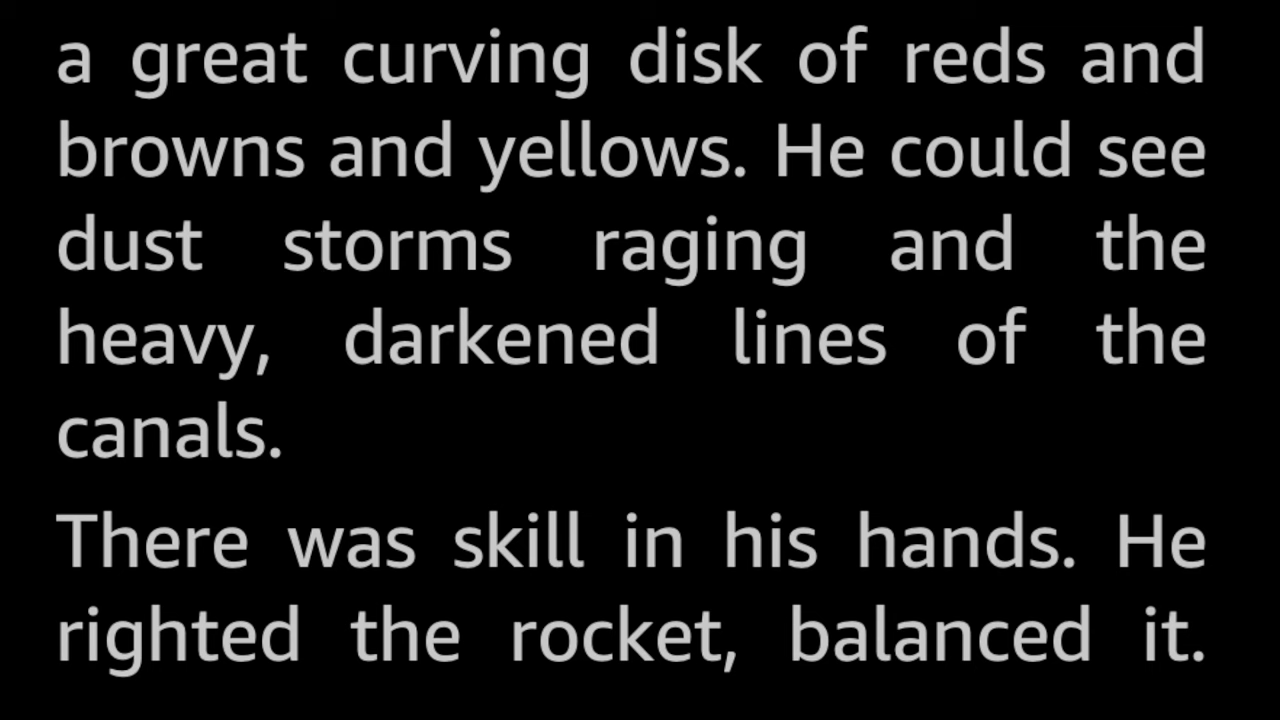 a great curving disk of reds and
browns and yellows. He could see
dust storms raging and the
heavy, darkened lines of the
canals.
There was skill in his hands. He
righted the rocket, balanced it.